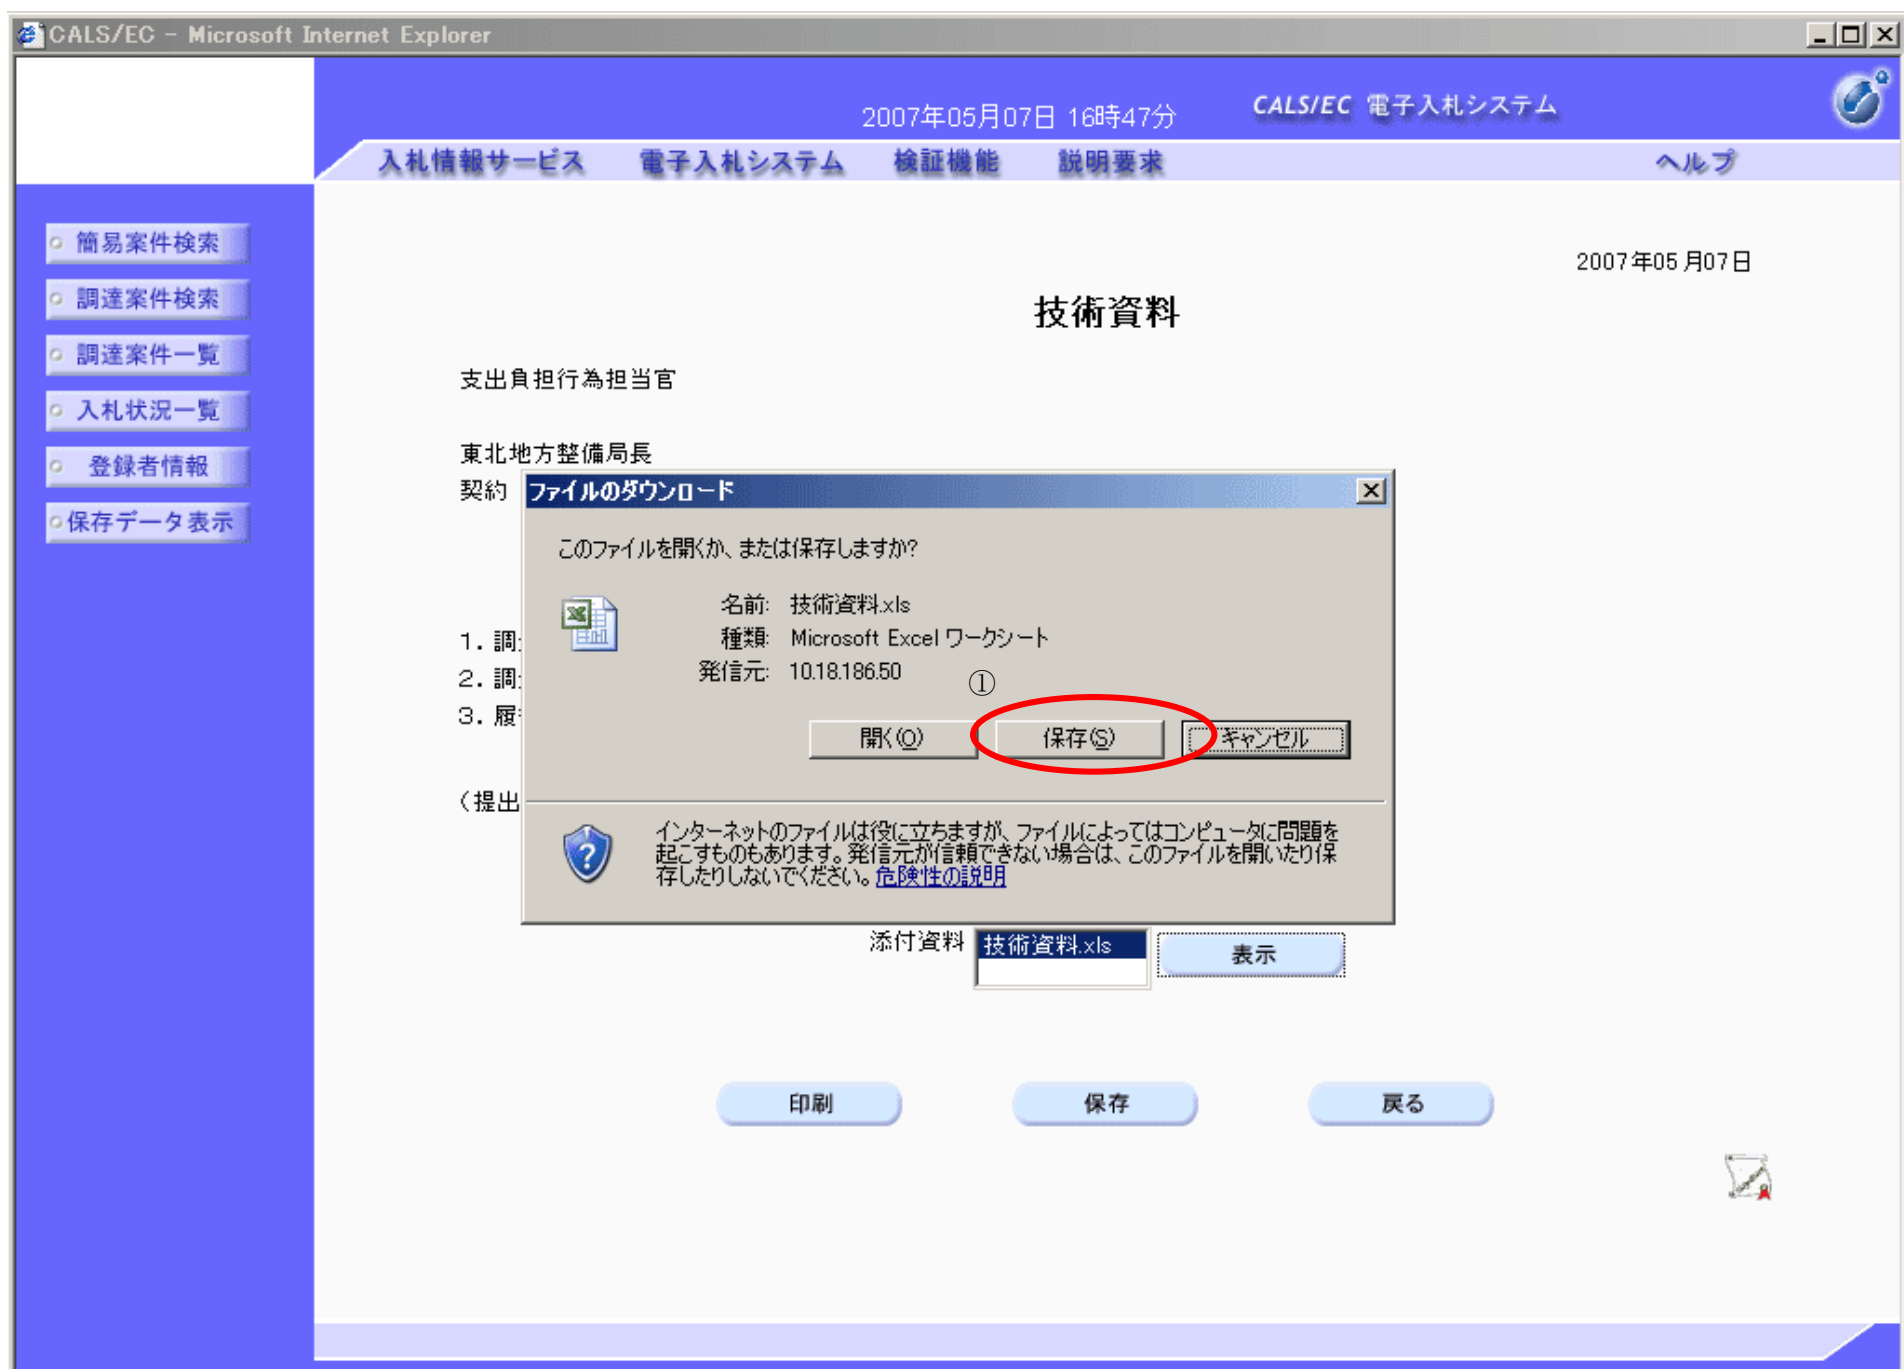 CALS/EC - Microsoft Internet Explorer
2007年05月07日 16時47分
CALS/EC 電子入札システム
入札情報サービス 電子入札システム 検証機能 説明要求 ヘルプ
簡易案件検索
調達案件検索
調達案件一覧
入札状況一覧
登録者情報
保存データ表示
2007年05月07日
技術資料
支出負担行為担当官
東北地方整備局長
契約
ファイルのダウンロード
このファイルを開くか、または保存しますか?
名前: 技術資料.xls
種類: Microsoft Excel ワークシート
発信元: 10.18.186.50
①
開く(O) 保存(S) キャンセル
1. 調
2. 調
3. 履
(提出
インターネットのファイルは役に立ちますが、ファイルによってはコンピュータに問題を
起こすものもあります。発信元が信頼できない場合は、このファイルを開いたり保
存したりしないでください。危険性の説明
添付資料 技術資料.xls 表示
印刷 保存 戻る